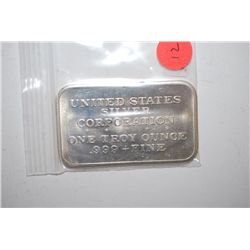 UNITED STATES
SILVER
CORPORATION
ONE TROY OUNCE
.999 + FINE